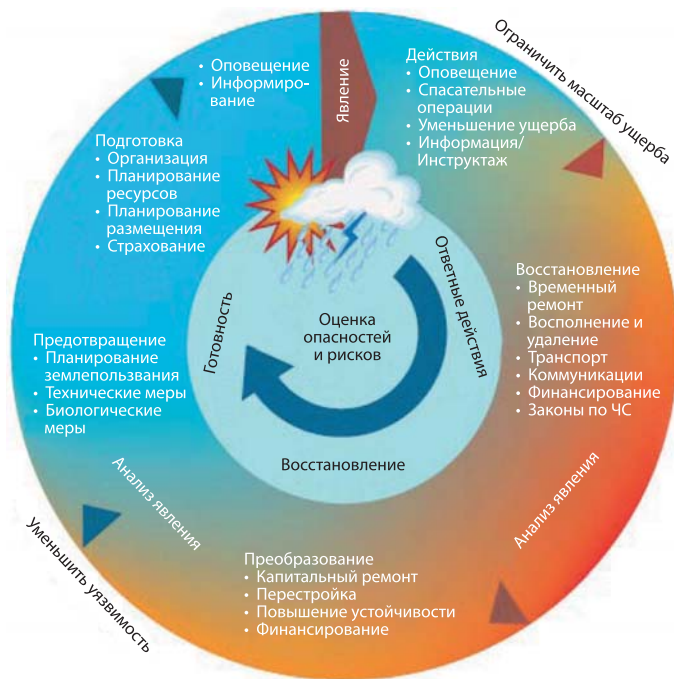 • Оповещение
• Информиро-
вание
Явление
Действия
• Оповещение
• Спасательные
операции
• Уменьшение ущерба
• Информация/
Инструктаж
Ограничить масштаб ущерба
Подготовка
• Организация
• Планирование
ресурсов
• Планирование
размещения
• Страхование
Восстановление
• Временный
ремонт
• Восполнение и
удаление
• Транспорт
• Коммуникации
• Финансирование
• Законы по ЧС
Готовность
Оценка
опасностей
и рисков
Ответные действия
Восстановление
Предотвращение
• Планирование
землепользвания
• Технические меры
• Биологические
меры
Анализ явления
Анализ явления
Уменьшить уязвимость
Преобразование
• Капитальный ремонт
• Перестройка
• Повышение устойчивости
• Финансирование